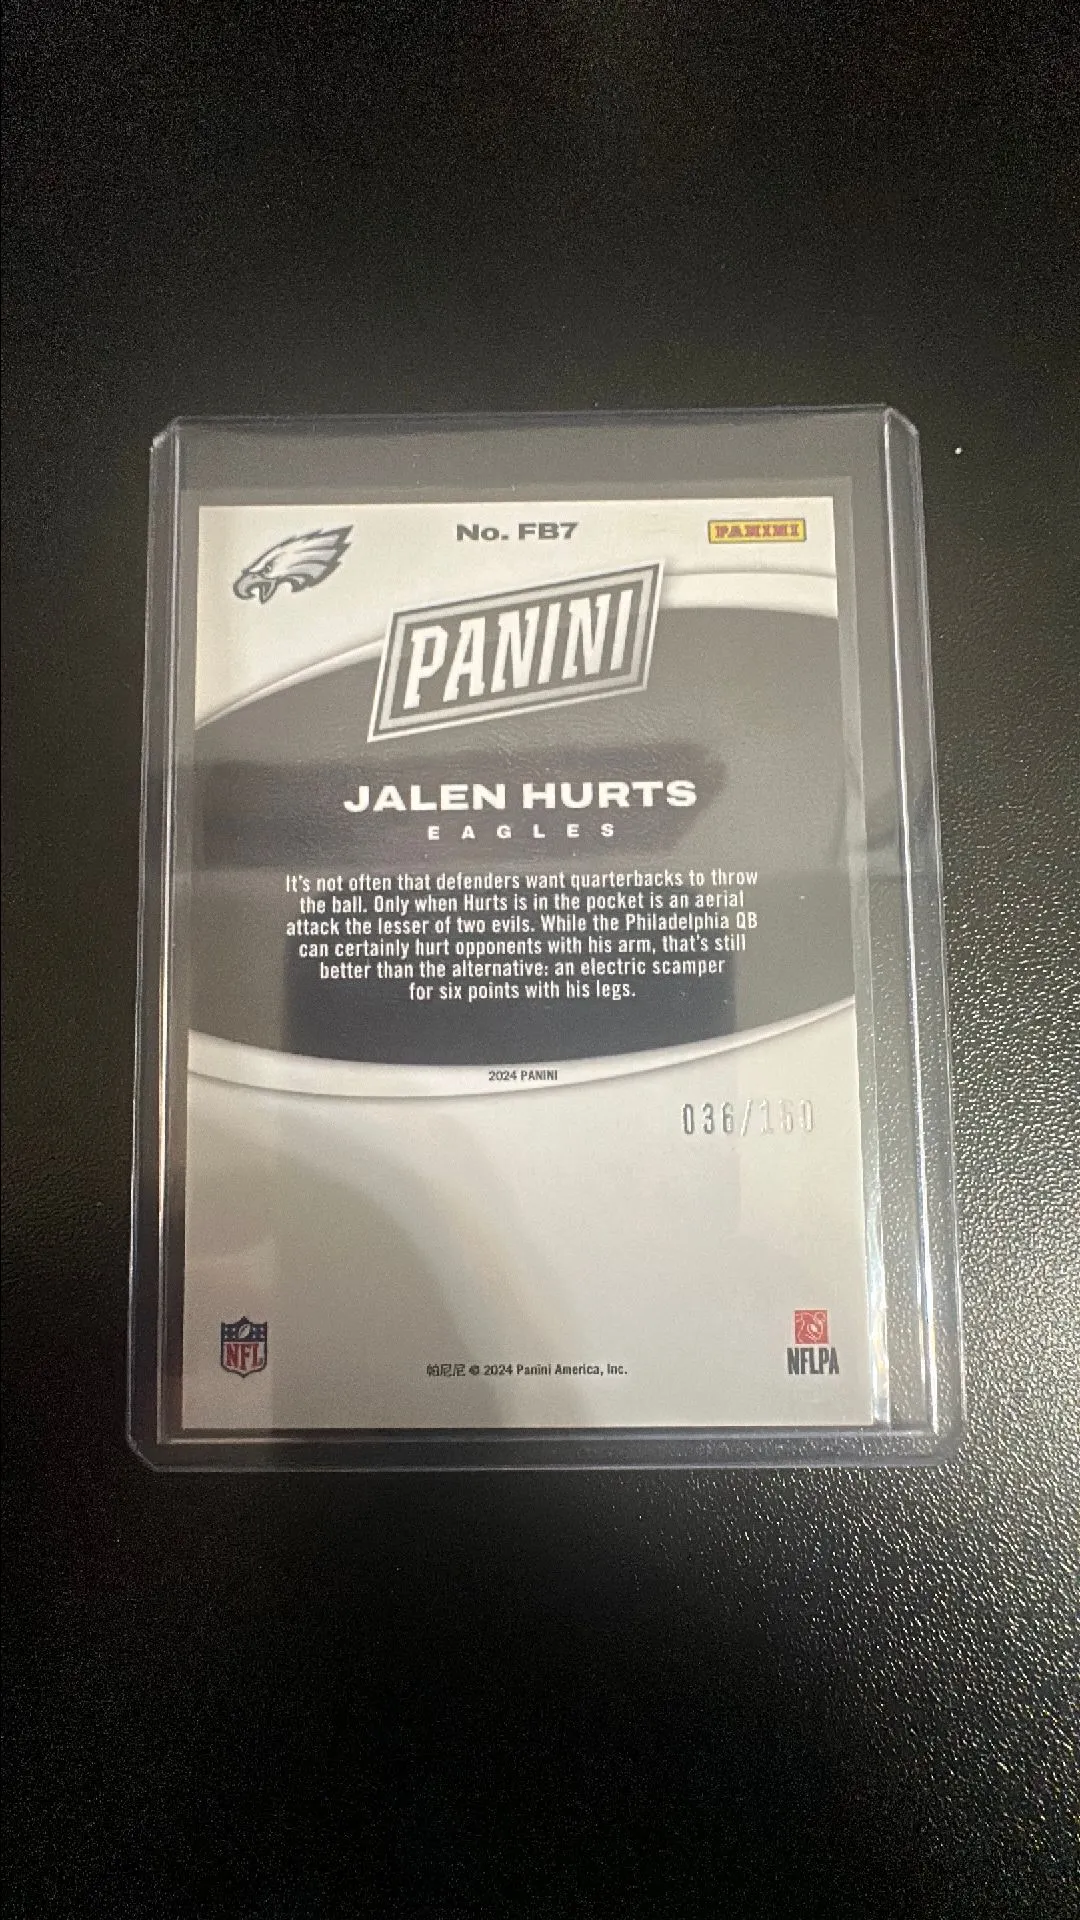 No. FB7
PANINI
PANINI
JALEN HURTS
EAGLES
It's not often that defenders want quarterbacks to throw
the ball. Only when Hurts is in the pocket is an aerial
attack the lesser of two evils. While the Philadelphia QB
can certainly hurt opponents with his arm, that's still
better than the alternative: an electric scamper
for six points with his legs.
2024 PANINI
036/150
NFL
NFLPA
帕尼尼 © 2024 Panini America, Inc.